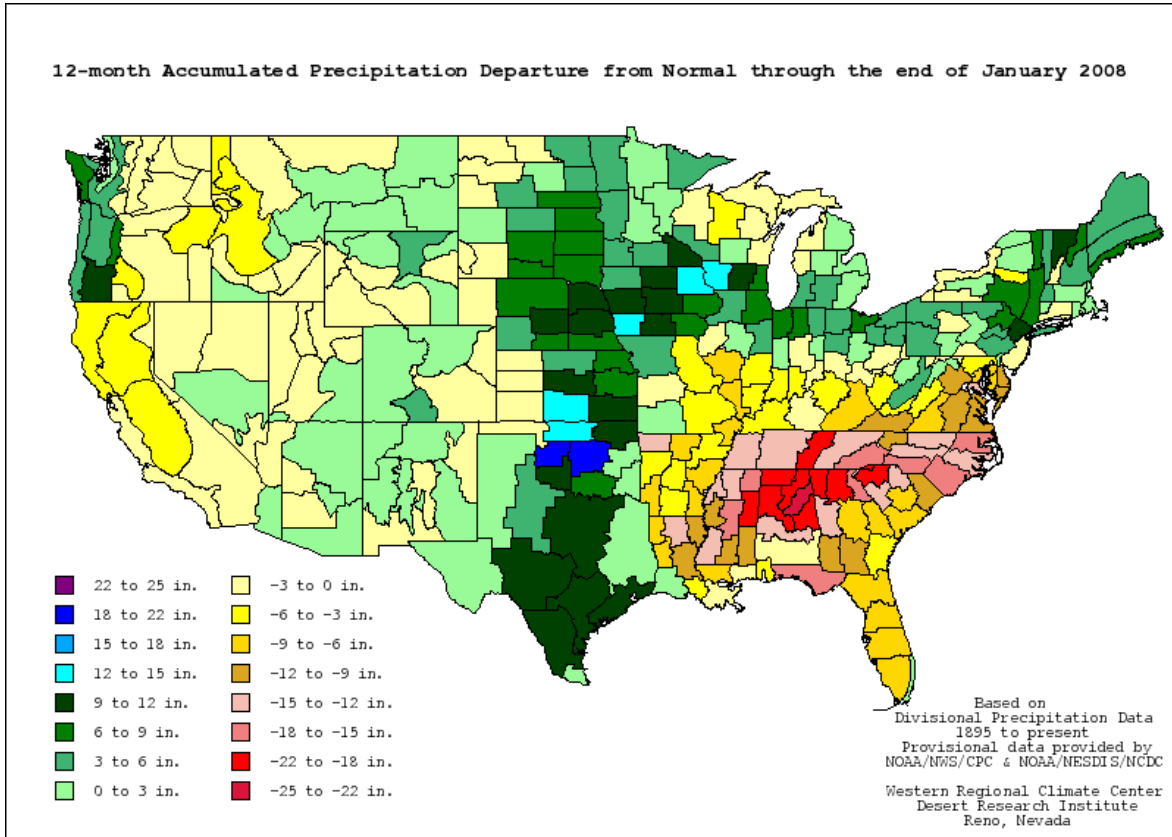 12-month Accumulated Precipitation Departure from Normal through the end of January 2008
22 to 25 in.
18 to 22 in.
15 to 18 in.
12 to 15 in.
9 to 12 in.
6 to 9 in.
3 to 6 in.
0 to 3 in.
-3 to 0 in.
-6 to -3 in.
-9 to -6 in.
-12 to -9 in.
-15 to -12 in.
-18 to -15 in.
-22 to -18 in.
-25 to -22 in.
Based on
Divisional Precipitation Data
1895 to present
Provisional data provided by
NOAA/NWS/CPC & NOAA/NESDIS/NCDC
Western Regional Climate Center
Desert Research Institute
Reno, Nevada